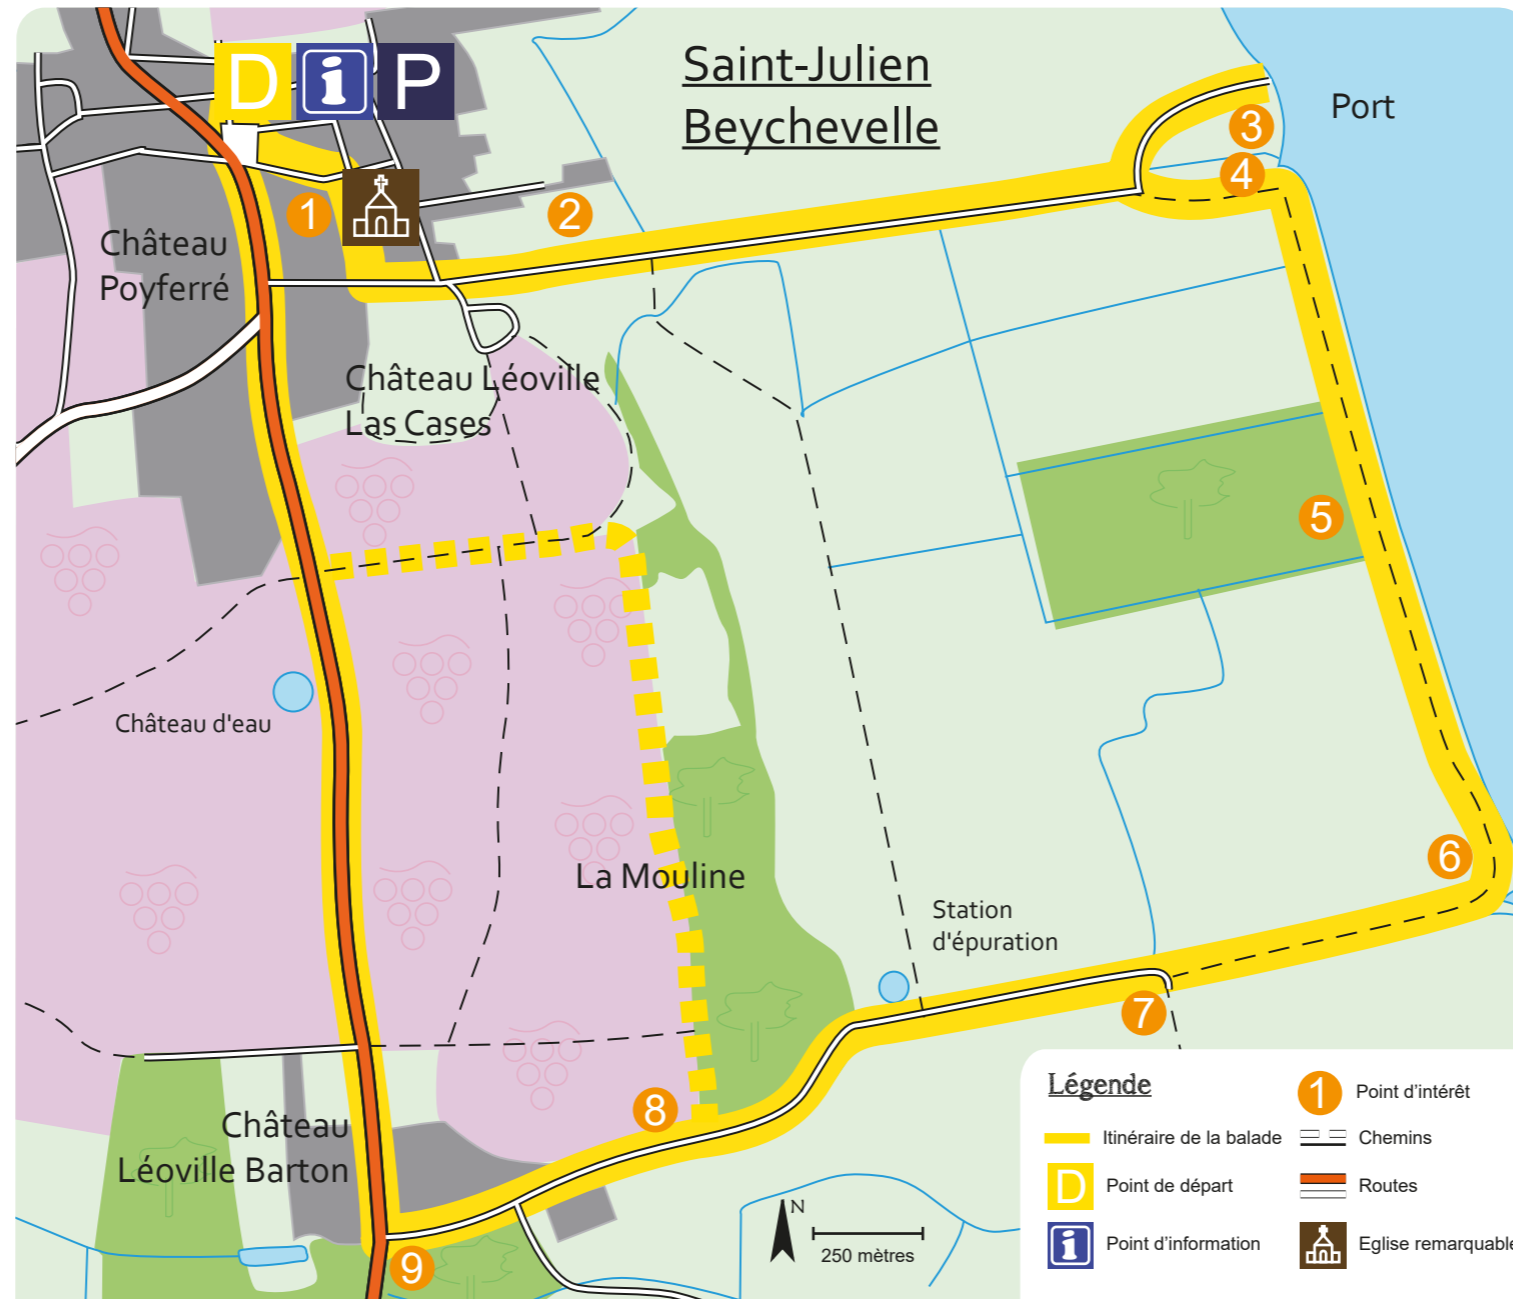 D i P
Saint-Julien
Beychevelle
Port
3
4
1
2
Château
Poyferré
Château Léoville
Las Cases
5
Château d'eau
La Mouline
6
Station
d'épuration
7
8
Château
Léoville Barton
9
N
250 mètres
Légende
1 Point d'intérêt
Itinéraire de la balade
Chemins
D Point de départ
Routes
i Point d'information
Eglise remarquable